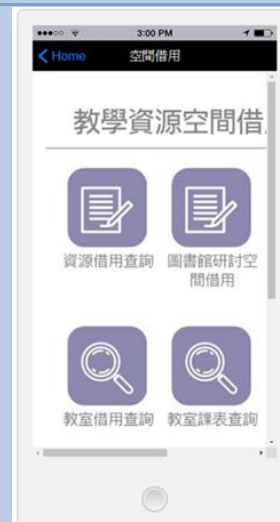 3:00 PM
Home
空間借用
教學資源空間借
資源借用查詢
圖書館研討空
間借用
教室借用查詢
教室課表查詢